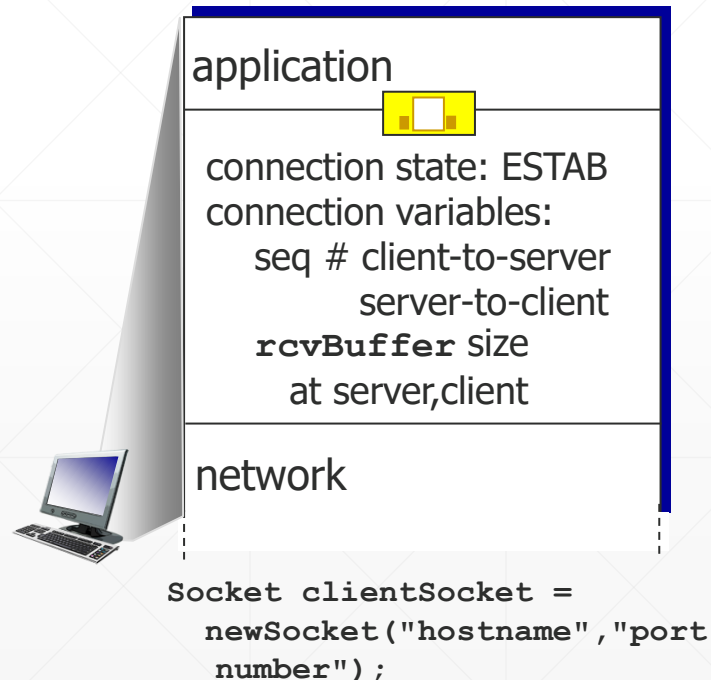 application
connection state: ESTAB
connection variables:
seq # client-to-server
server-to-client
rcvBuffer size
at server,client
network
Socket clientSocket =
newSocket("hostname","port
number");